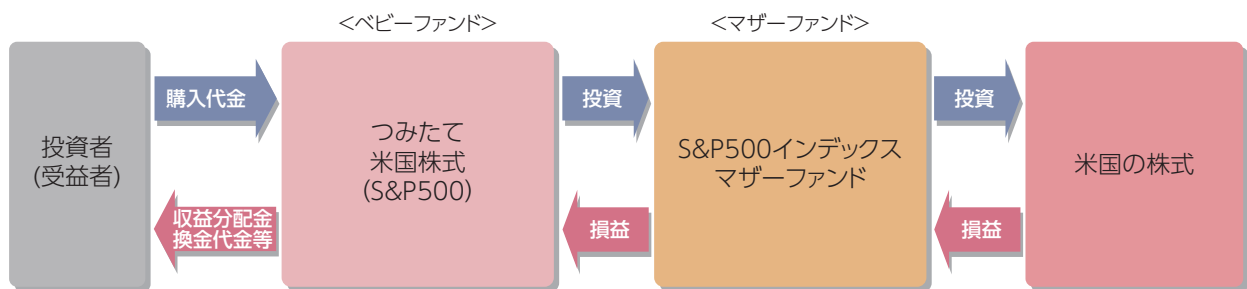 <ベビーファンド>
<マザーファンド>
投資者
(受益者)
購入代金
収益分配金
換金代金等
つみたて
米国株式
(S&P500)
投資
損益
S&P500インデックス
マザーファンド
投資
損益
米国の株式